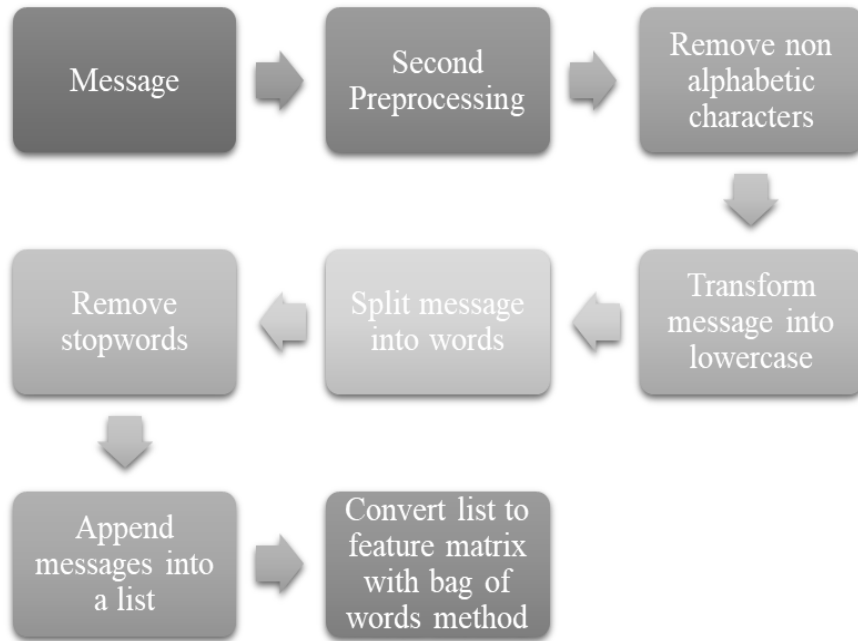 Message
Second
Preprocessing
Remove non
alphabetic
characters
Transform
message into
lowercase
Split message
into words
Remove
stopwords
Append
messages into
a list
Convert list to
feature matrix
with bag of
words method